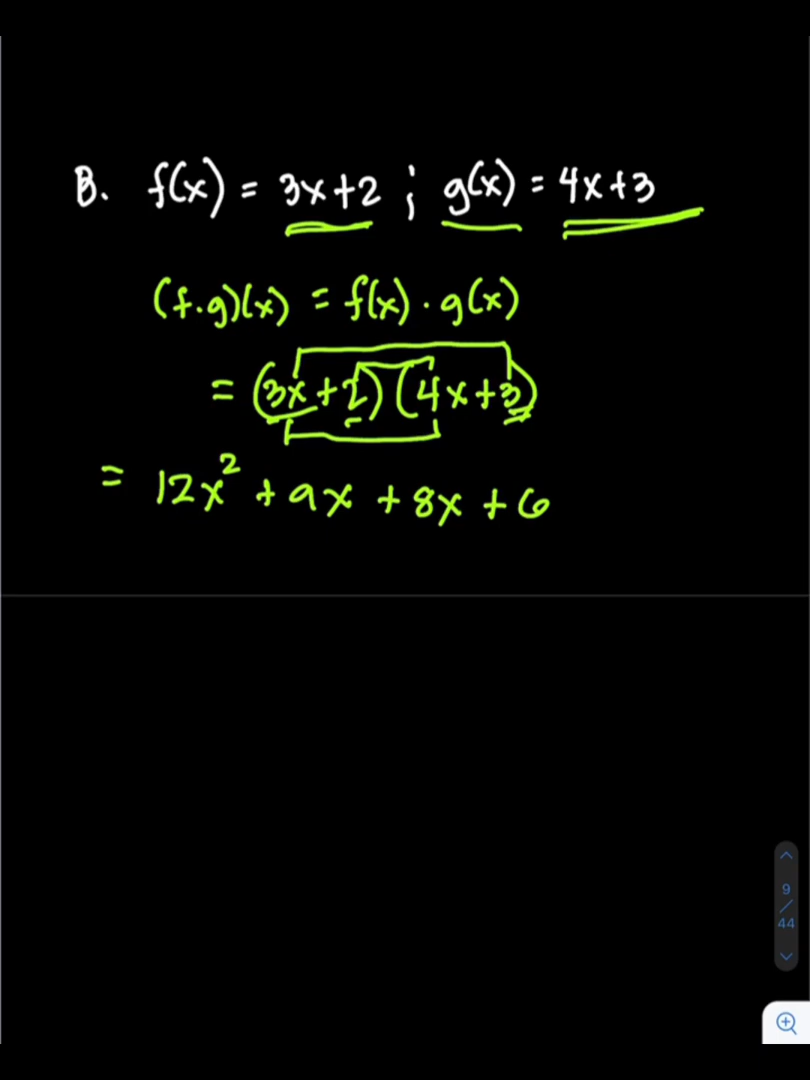 B. f(x) = 3x+2 ; g(x) = 4x+3
(f·g)(x) = f(x) · g(x)
= (3x+2)(4x+3)
= 12x² + 9x + 8x + 6
9
/
44